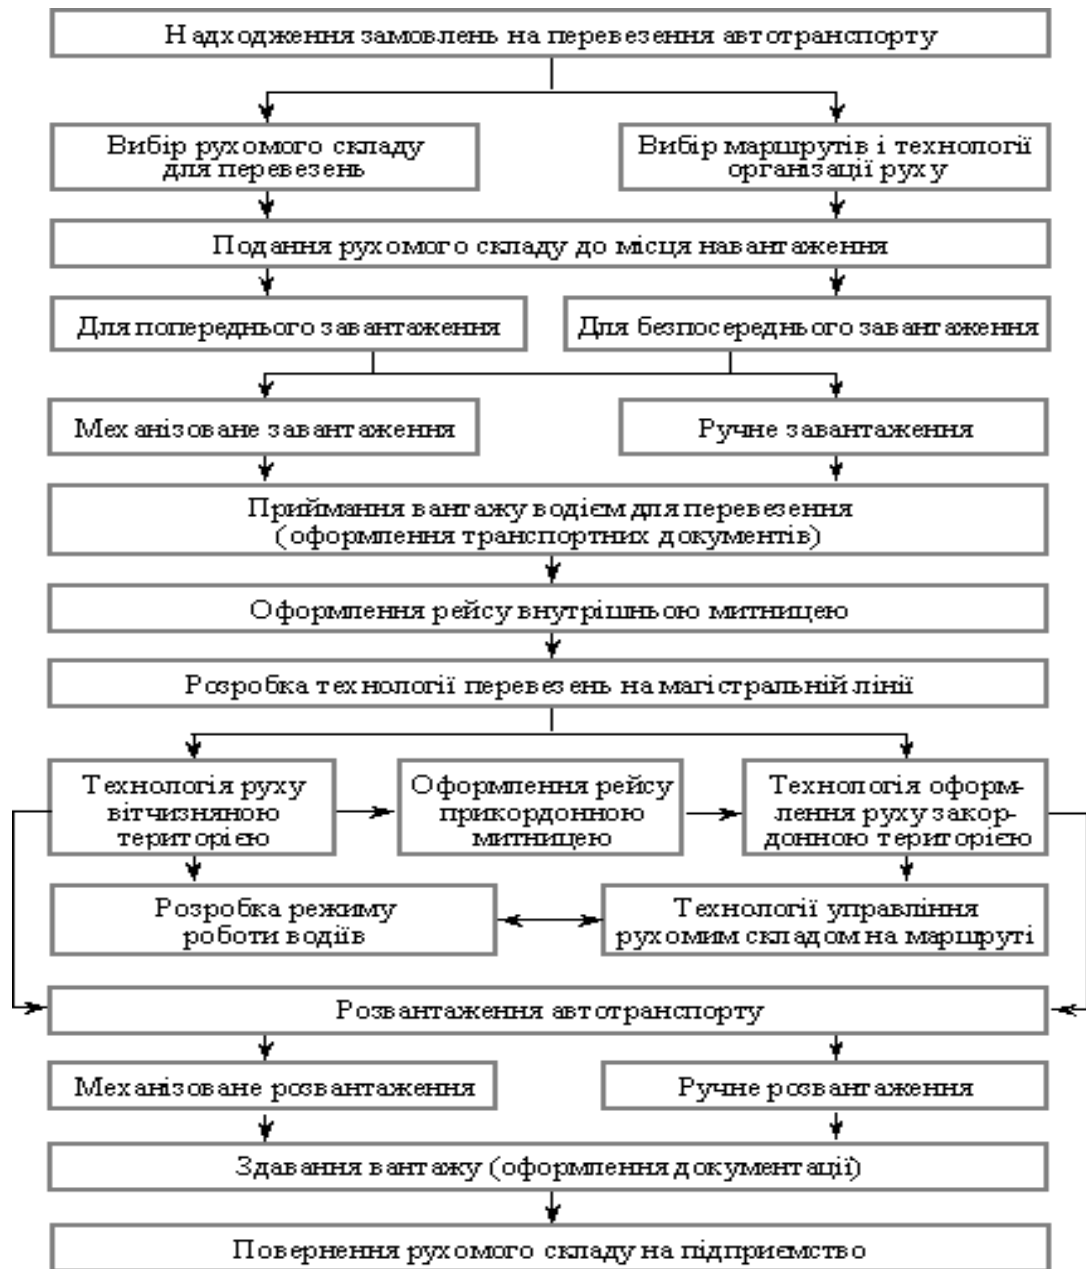 Надходження замовлень на перевезення автотранспорту
Вибір рухомого складу
для перевезень
Вибір маршрутів і технології
організації руху
Подання рухомого складу до місця навантаження
Для попереднього завантаження
Для безпосереднього завантаження
Механізоване завантаження
Ручне завантаження
Приймання вантажу водієм для перевезення
(оформлення транспортних документів)
Оформлення рейсу внутрішньою митницею
Розробка технології перевезень на магістральній лінії
Технологія руху
вітчизняною
територією
Оформлення рейсу
прикордонною
митницею
Технологія оформ-
лення руху закор-
донною територією
Розробка режиму
роботи водіїв
Технології управління
рухомим складом на маршруті
Розвантаження автотранспорту
Механізоване розвантаження
Ручне розвантаження
Здавання вантажу (оформлення документації)
Повернення рухомого складу на підприємство